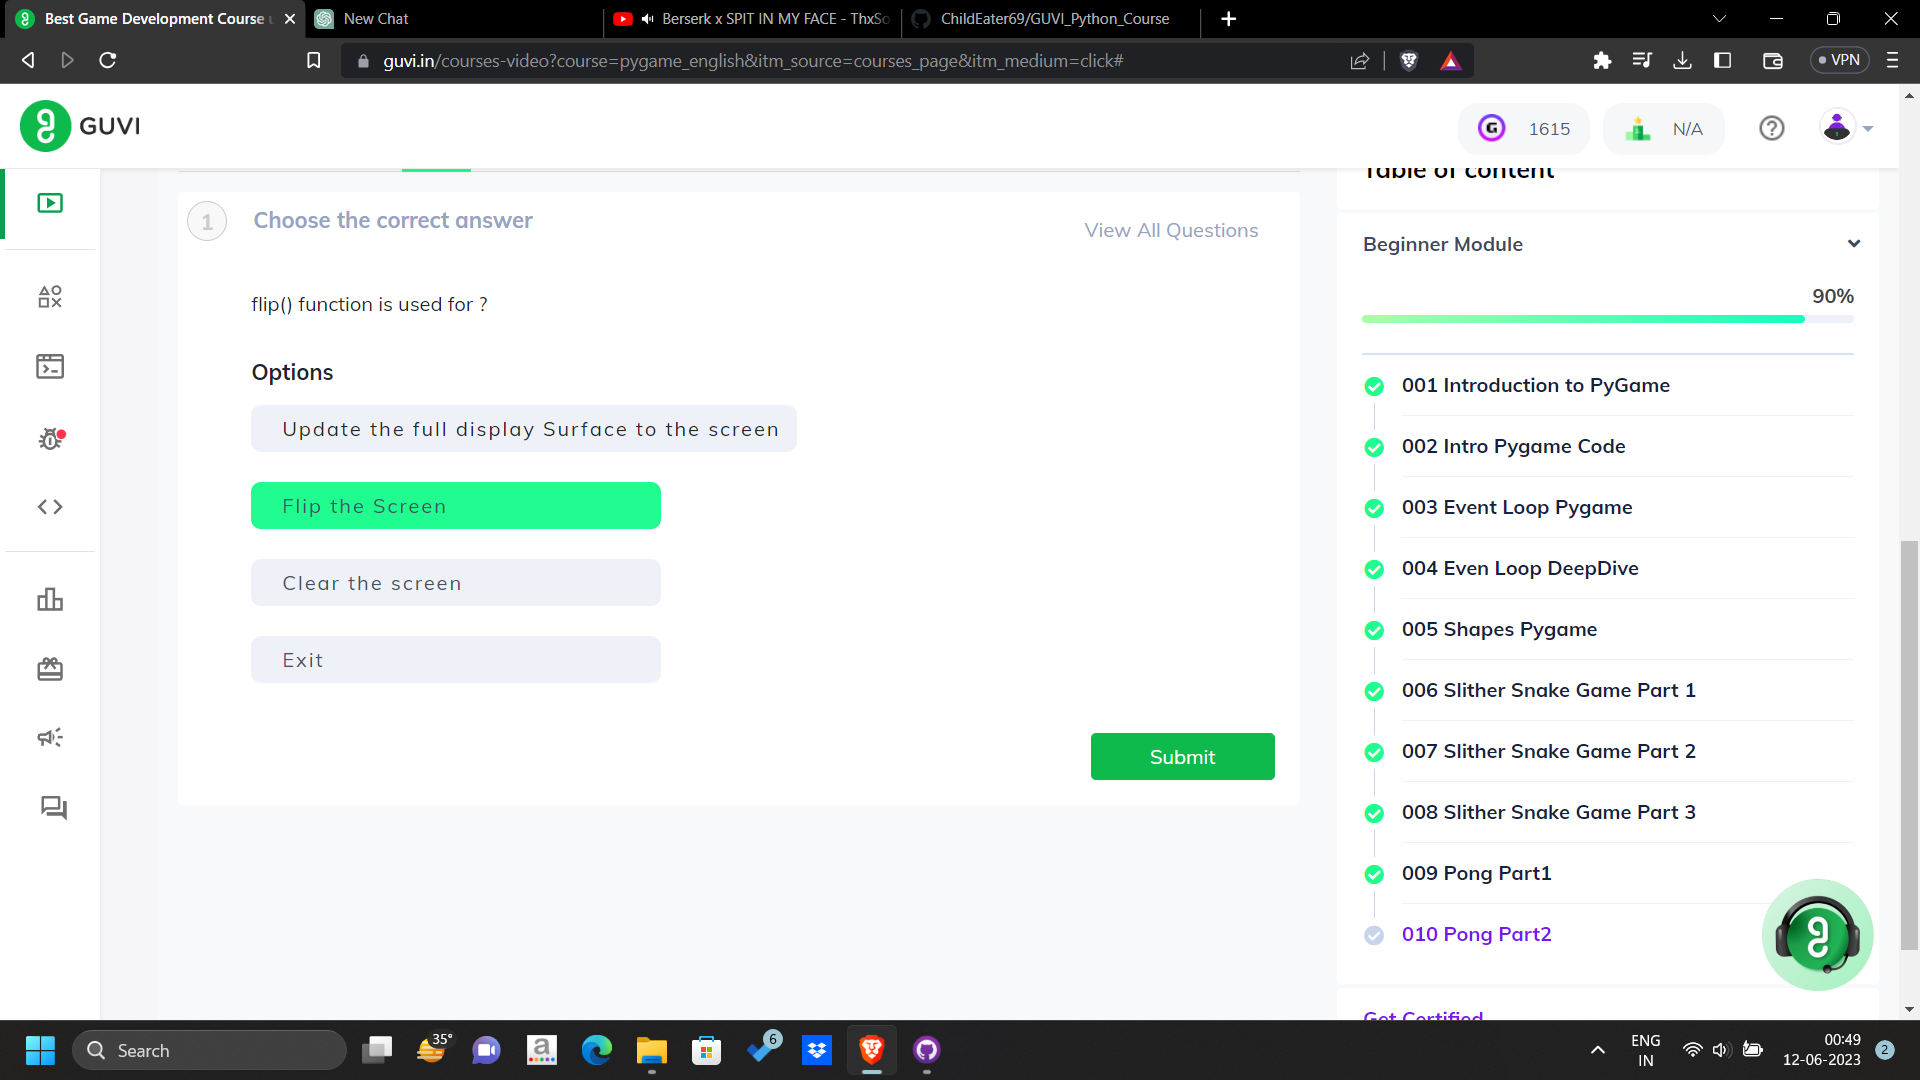 Best Game Development Course u
New Chat
Berserk x SPIT IN MY FACE - ThxSo
ChildEater69/GUVI_Python_Course
guvi.in/courses-video?course=pygame_english&itm_source=courses_page&itm_medium=click#
VPN
GUVI
1615
N/A
Table of content
1
Choose the correct answer
View All Questions
flip() function is used for ?
Options
Update the full display Surface to the screen
Flip the Screen
Clear the screen
Exit
Submit
Beginner Module
90%
001 Introduction to PyGame
002 Intro Pygame Code
003 Event Loop Pygame
004 Even Loop DeepDive
005 Shapes Pygame
006 Slither Snake Game Part 1
007 Slither Snake Game Part 2
008 Slither Snake Game Part 3
009 Pong Part1
010 Pong Part2
Get Certified
Search
35°
6
ENG
IN
00:49
12-06-2023
2